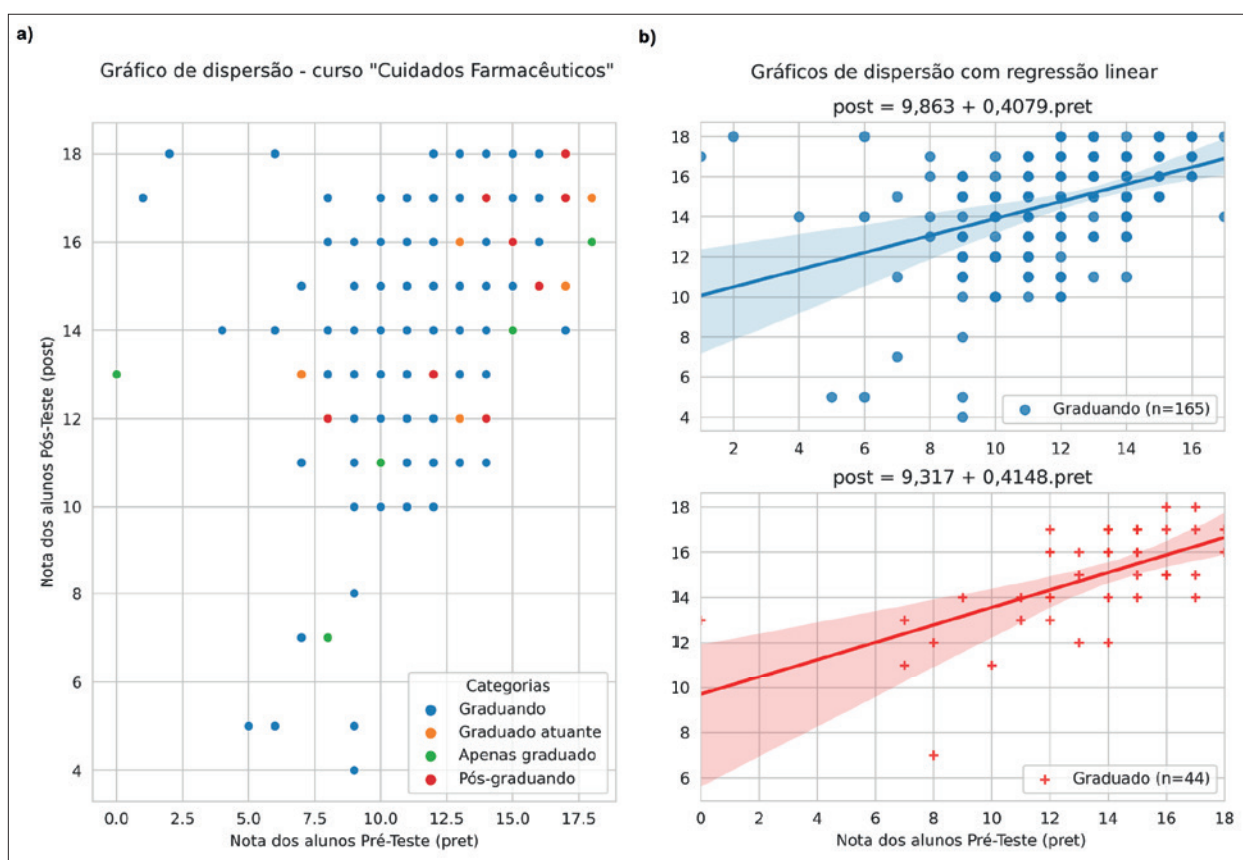 a)
Gráfico de dispersão - curso "Cuidados Farmacêuticos"
Nota dos alunos Pós-Teste (post)
18
16
14
12
10
8
6
4
Categorias
Graduando
Graduado atuante
Apenas graduado
Pós-graduando
0.0 2.5 5.0 7.5 10.0 12.5 15.0 17.5
Nota dos alunos Pré-Teste (pret)
b)
Gráficos de dispersão com regressão linear
post = 9,863 + 0,4079.pret
18
16
14
12
10
8
6
4
Graduando (n=165)
2 4 6 8 10 12 14 16
post = 9,317 + 0,4148.pret
18
16
14
12
10
8
6
Graduado (n=44)
0 2 4 6 8 10 12 14 16 18
Nota dos alunos Pré-Teste (pret)